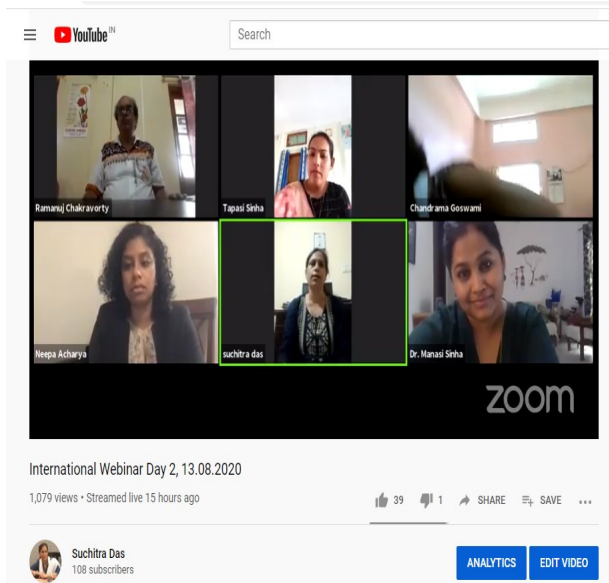 YouTube IN
Search
Ramanuj Chakravorty
Tapasi Sinha
Chandrama Goswami
Neepa Acharya
suchitra das
Dr. Manasi Sinha
zoom
International Webinar Day 2, 13.08.2020
1,079 views • Streamed live 15 hours ago
39
1
SHARE
SAVE
Suchitra Das
108 subscribers
ANALYTICS
EDIT VIDEO